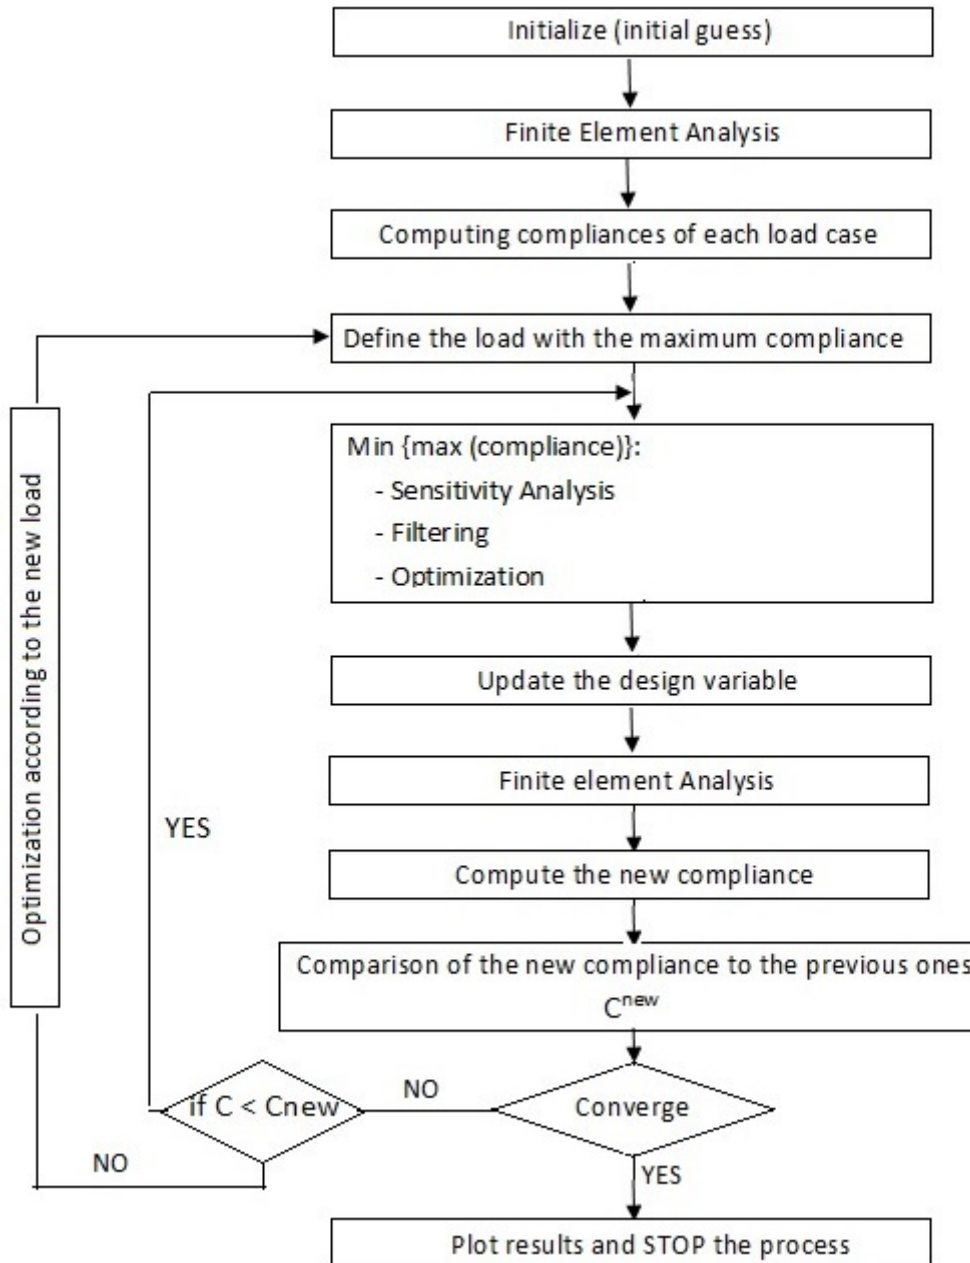 Initialize (initial guess)
Finite Element Analysis
Computing compliances of each load case
Define the load with the maximum compliance
Min {max (compliance)}:
- Sensitivity Analysis
- Filtering
- Optimization
Update the design variable
Finite element Analysis
Compute the new compliance
Comparison of the new compliance to the previous ones
C^new
Converge
NO
if C < Cnew
YES
NO
Optimization according to the new load
YES
Plot results and STOP the process